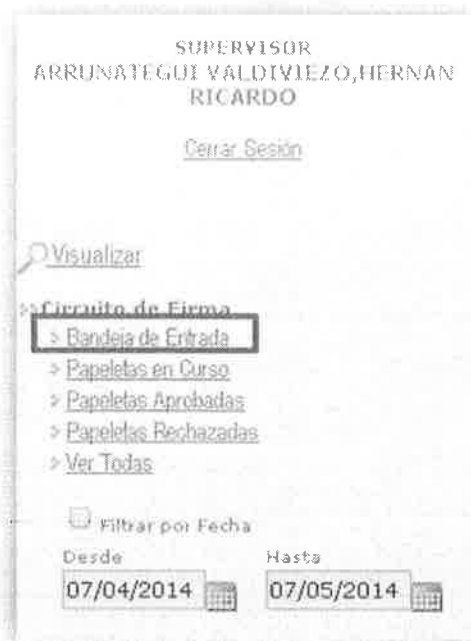 SUPERVISOR
ARRUNATEGUI VALDIVIEZO,HERNAN
RICARDO
Cerrar Sesión
Visualizar
>>Circuito de Firma
> Bandeja de Entrada
> Papeletas en Curso
> Papeletas Aprobadas
> Papeletas Rechazadas
> Ver Todas
Filtrar por Fecha
Desde Hasta
07/04/2014 07/05/2014